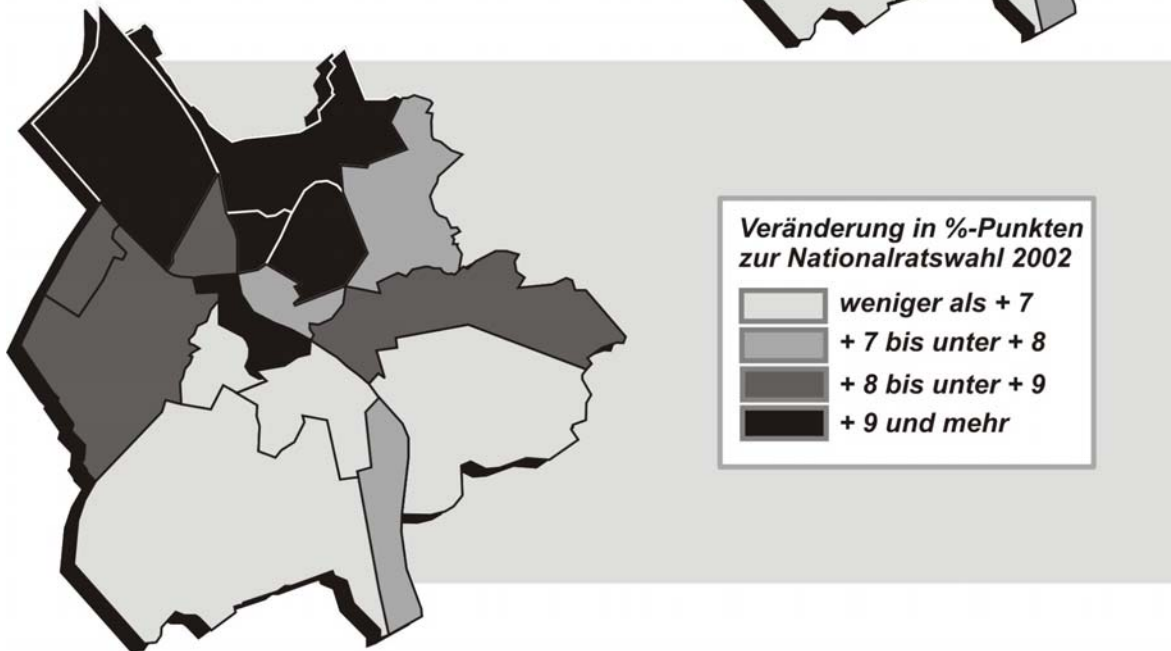 Veränderung in %-Punkten
zur Nationalratswahl 2002
weniger als + 7
+ 7 bis unter + 8
+ 8 bis unter + 9
+ 9 und mehr